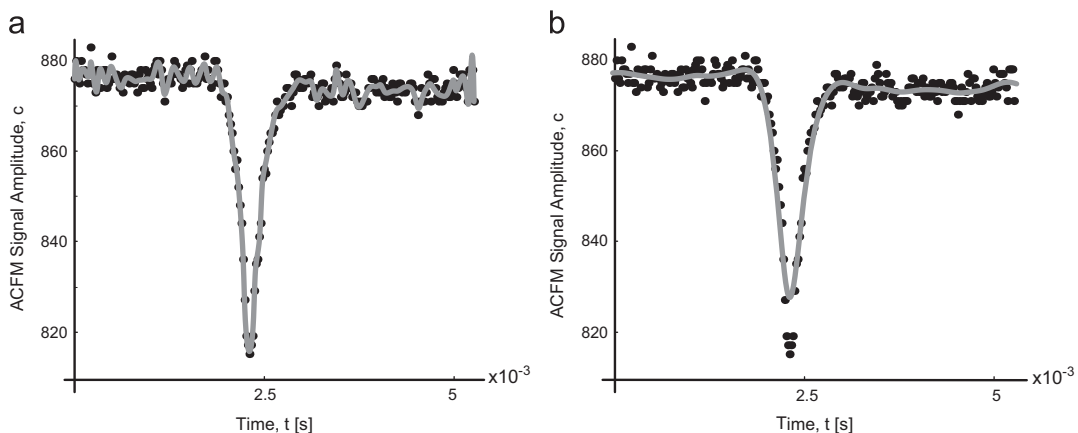 a
880
860
840
820
ACFM Signal Amplitude, c
2.5
5
x10-3
Time, t [s]
b
880
860
840
820
ACFM Signal Amplitude, c
2.5
5
x10-3
Time, t [s]